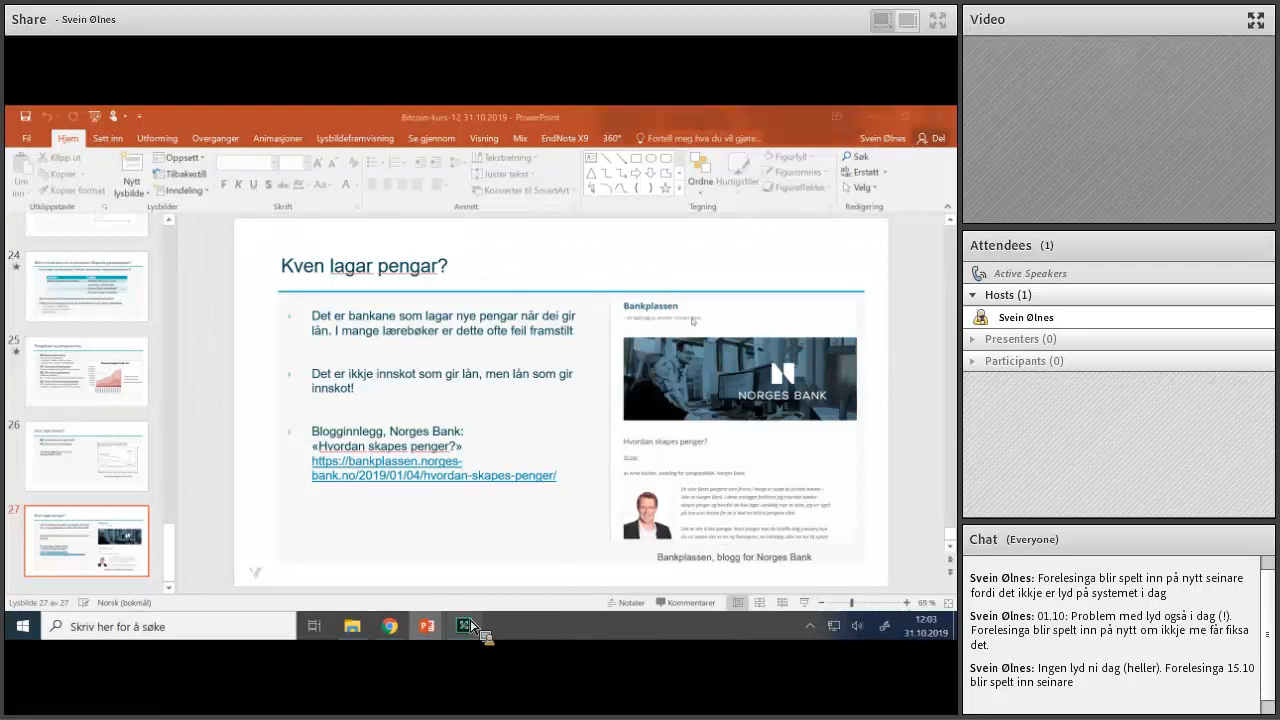 Share - Svein Ølnes
Bitcoin-kurs-12 31.10 2019 - PowerPoint
Fil Hjem Sett inn Utforming Overganger Animasjoner Lysbildefremvisning Se gjennom Visning Mix EndNote X9 360° Fortell meg hva du vil gjøre... Svein Ølnes Del
Lim inn
Klipp ut
Kopier
Kopier format
Utklippstavle
Nytt lysbilde
Oppsett
Tilbakestill
Inndeling
Lysbilder
F K U S abc AV Aa A
Skrift
Tekstretning
Juster tekst
Konverter til SmartArt
Avsnitt
Ordne Hurtigstiler
Figurfyll
Figuromriss
Figureffekter
Tegning
Søk
Erstatt
Velg
Redigering
24
25
26
27
Kven lagar pengar?
Det er bankane som lagar nye pengar når dei gir
lån. I mange lærebøker er dette ofte feil framstilt
Det er ikkje innskot som gir lån, men lån som gir
innskot!
Blogginnlegg, Norges Bank:
«Hvordan skapes penger?»
https://bankplassen.norges-
bank.no/2019/01/04/hvordan-skapes-penger/
Bankplassen
NORGES BANK
Hvordan skapes penger?
Bankplassen, blogg for Norges Bank
Lysbilde 27 av 27 Norsk (bokmål) Notater Kommentarer 69 %
Skriv her for å søke
12:03
31.10.2019
Video
Attendees (1)
Active Speakers
Hosts (1)
Svein Ølnes
Presenters (0)
Participants (0)
Chat (Everyone)
Svein Ølnes: Forelesinga blir spelt inn på nytt seinare
fordi det ikkje er lyd på systemet i dag
Svein Ølnes: 01.10: Problem med lyd også i dag (!).
Forelesinga blir spelt inn på nytt om ikkje me får fiksa
det.
Svein Ølnes: Ingen lyd ni dag (heller). Forelesinga 15.10
blir spelt inn seinare